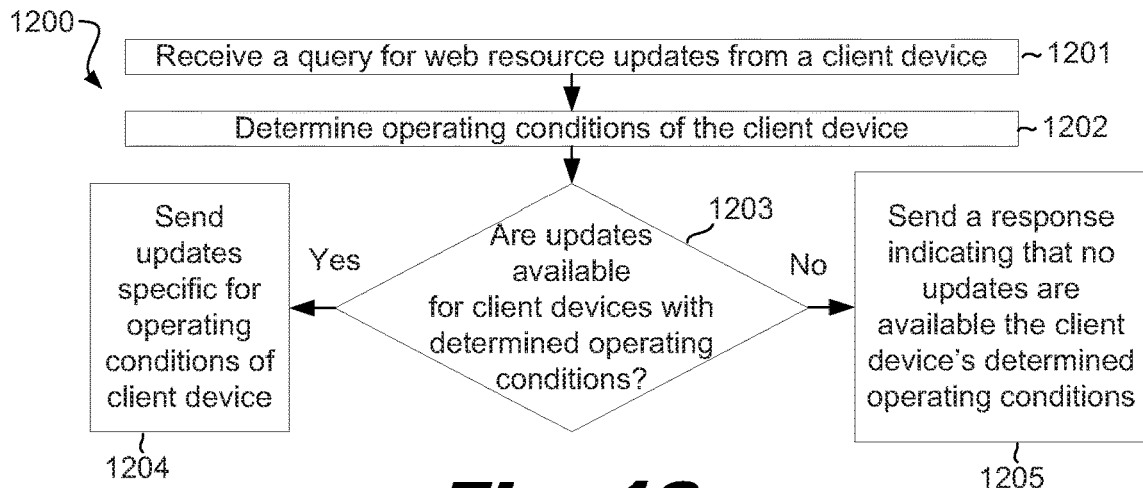 1200
Receive a query for web resource updates from a client device
1201
Determine operating conditions of the client device
1202
1203
Are updates
available
for client devices with
determined operating
conditions?
Yes
No
Send
updates
specific for
operating
conditions of
client device
1204
Send a response
indicating that no
updates are
available the client
device's determined
operating conditions
1205